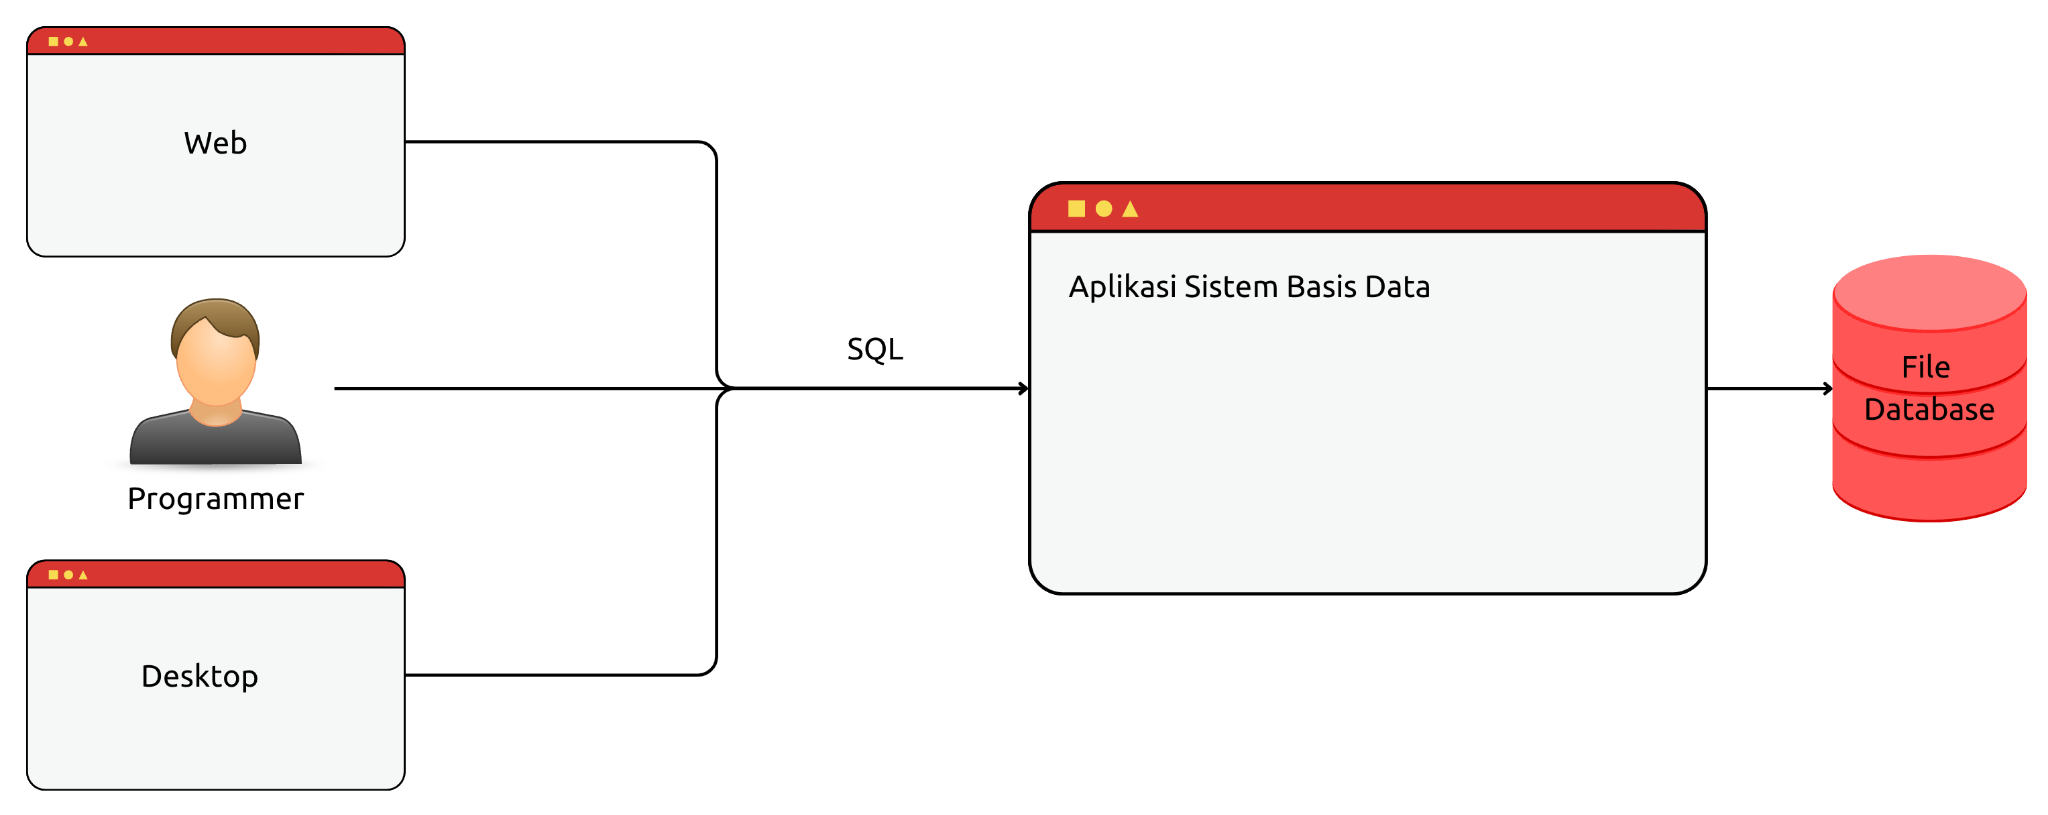 Web
Programmer
Desktop
SQL
Aplikasi Sistem Basis Data
File
Database